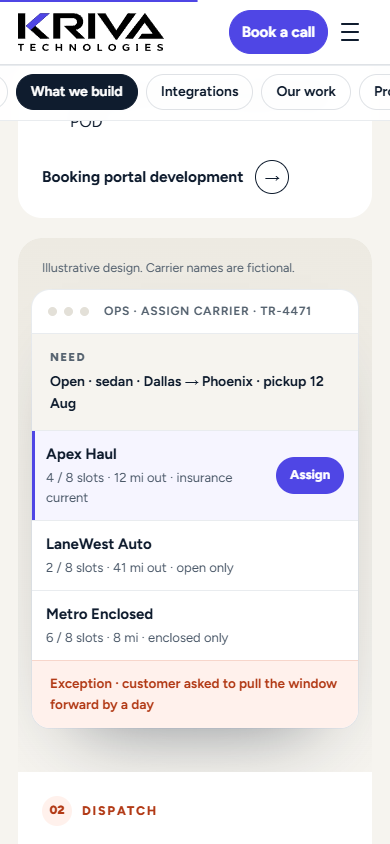 KRIVA
TECHNOLOGIES
Book a call
What we build
Integrations
Our work
Pro
POD
Booking portal development →
Illustrative design. Carrier names are fictional.
OPS · ASSIGN CARRIER · TR-4471
NEED
Open · sedan · Dallas → Phoenix · pickup 12
Aug
Apex Haul
4 / 8 slots · 12 mi out · insurance
current
Assign
LaneWest Auto
2 / 8 slots · 41 mi out · open only
Metro Enclosed
6 / 8 slots · 8 mi · enclosed only
Exception · customer asked to pull the window
forward by a day
02 DISPATCH